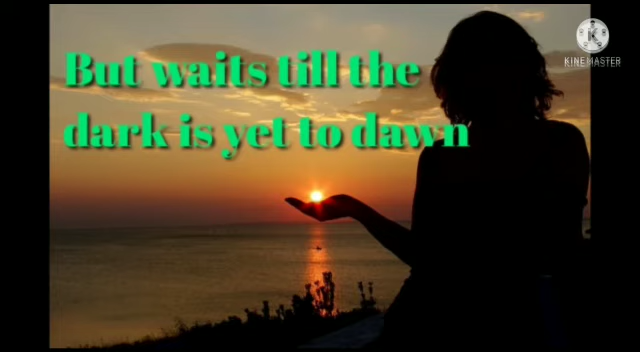 But waits till the
dark is yet to dawn
KINEMASTER